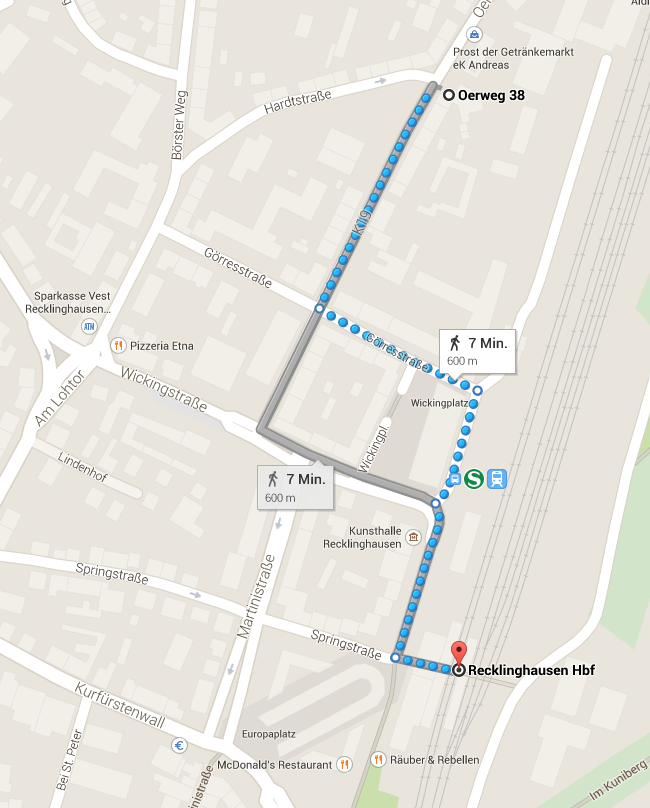 Prost der Getränkemarkt
eK Andreas
Oerweg 38
Hardtstraße
Börster Weg
Görresstraße
Sparkasse Vest
Recklinghausen...
ATM
Pizzeria Etna
7 Min.
600 m
Görresstraße
Wickingstraße
Wickingplatz
Am Lohtor
Wickingpl.
Lindenhof
7 Min.
600 m
S
Kunsthalle
Recklinghausen
Springstraße
Martinistraße
Springstraße
Recklinghausen Hbf
Kurfürstenwall
€
Europaplatz
McDonald's Restaurant
Räuber & Rebellen
Bei St. Peter
Im Kuniberg